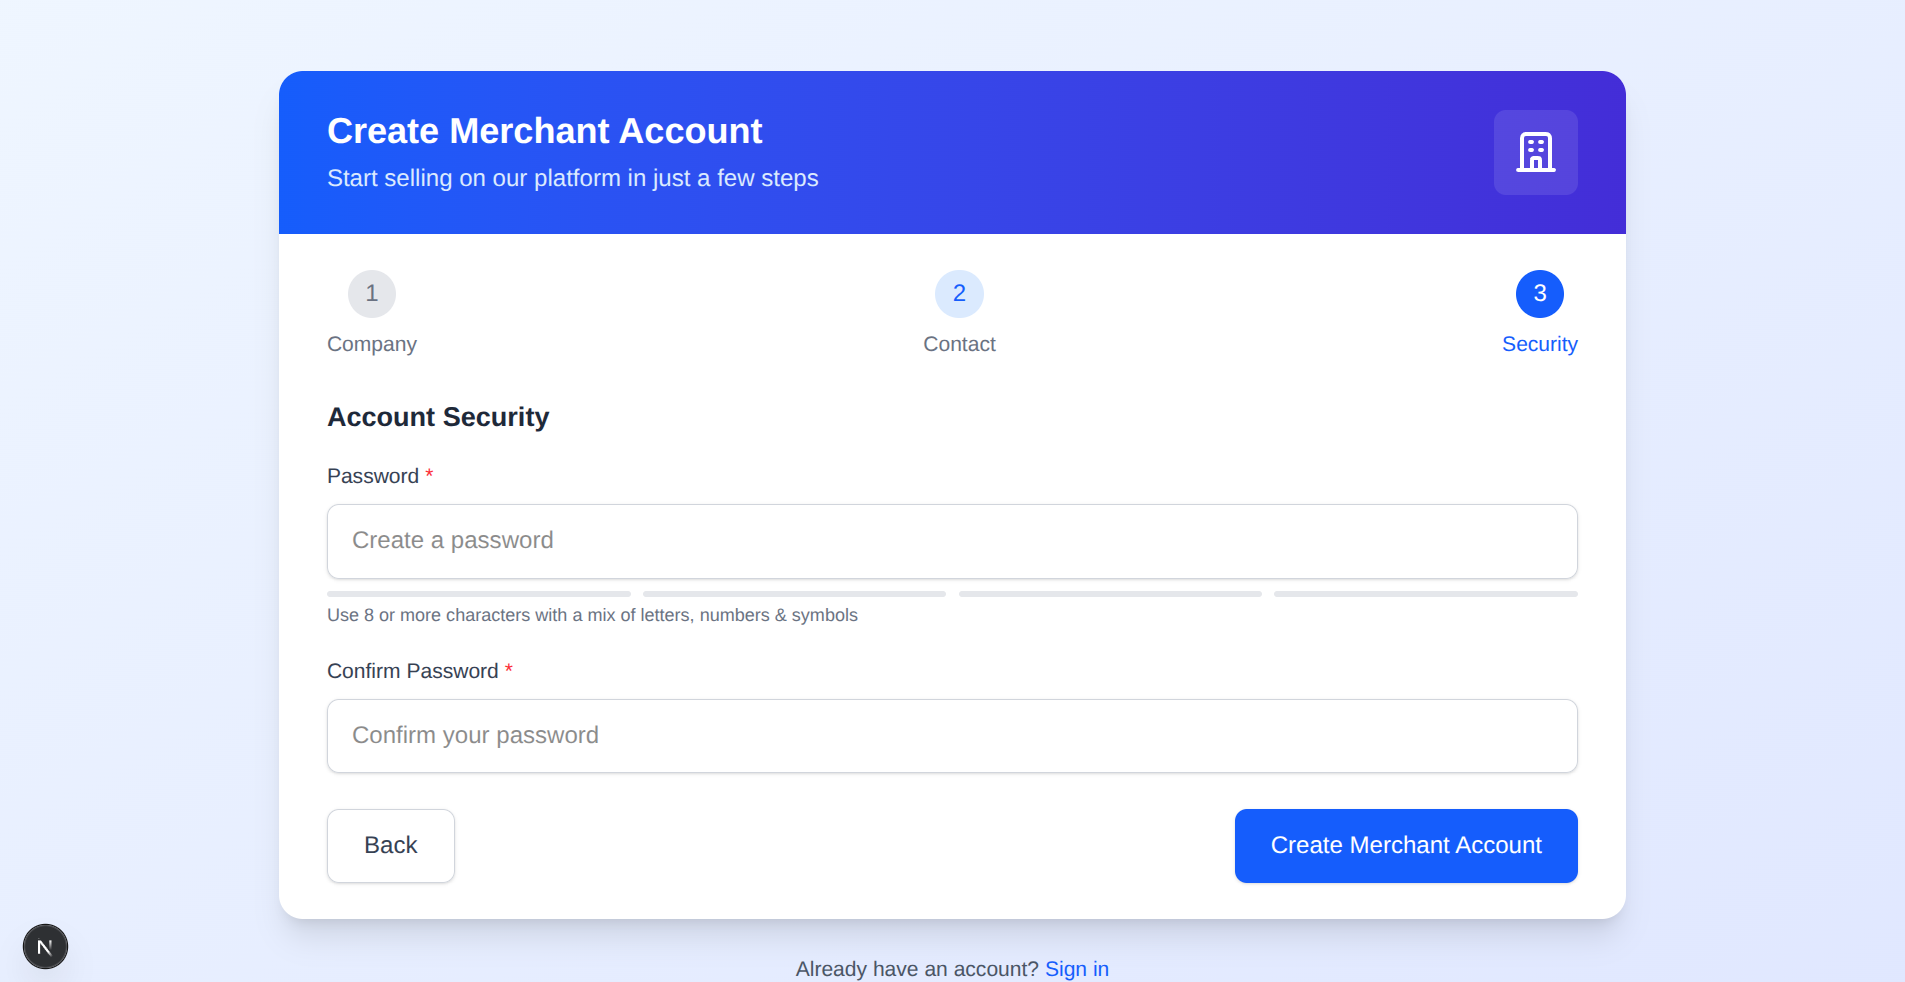 Create Merchant Account
Start selling on our platform in just a few steps
1
2
3
Company
Contact
Security
Account Security
Password *
Create a password
Use 8 or more characters with a mix of letters, numbers & symbols
Confirm Password *
Confirm your password
Back
Create Merchant Account
N
Already have an account? Sign in